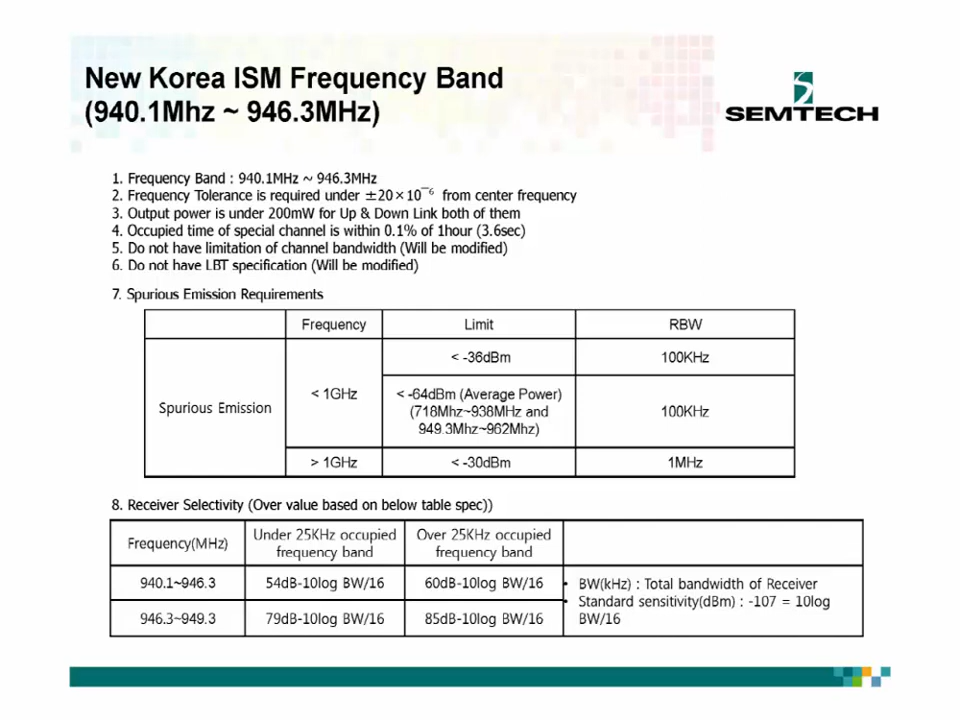 New Korea ISM Frequency Band
(940.1Mhz ~ 946.3MHz)
SEMTECH
1. Frequency Band : 940.1MHz ~ 946.3MHz
2. Frequency Tolerance is required under ±20×10⁻⁶ from center frequency
3. Output power is under 200mW for Up & Down Link both of them
4. Occupied time of special channel is within 0.1% of 1hour (3.6sec)
5. Do not have limitation of channel bandwidth (Will be modified)
6. Do not have LBT specification (Will be modified)
7. Spurious Emission Requirements
Frequency Limit RBW
Spurious Emission
< 1GHz
< -36dBm 100KHz
< -64dBm (Average Power)
(718Mhz~938MHz and
949.3Mhz~962Mhz)
100KHz
> 1GHz < -30dBm 1MHz
8. Receiver Selectivity (Over value based on below table spec))
Frequency(MHz)
Under 25KHz occupied
frequency band
Over 25KHz occupied
frequency band
940.1~946.3 54dB-10log BW/16 60dB-10log BW/16
946.3~949.3 79dB-10log BW/16 85dB-10log BW/16
• BW(kHz) : Total bandwidth of Receiver
• Standard sensitivity(dBm) : -107 = 10log
BW/16